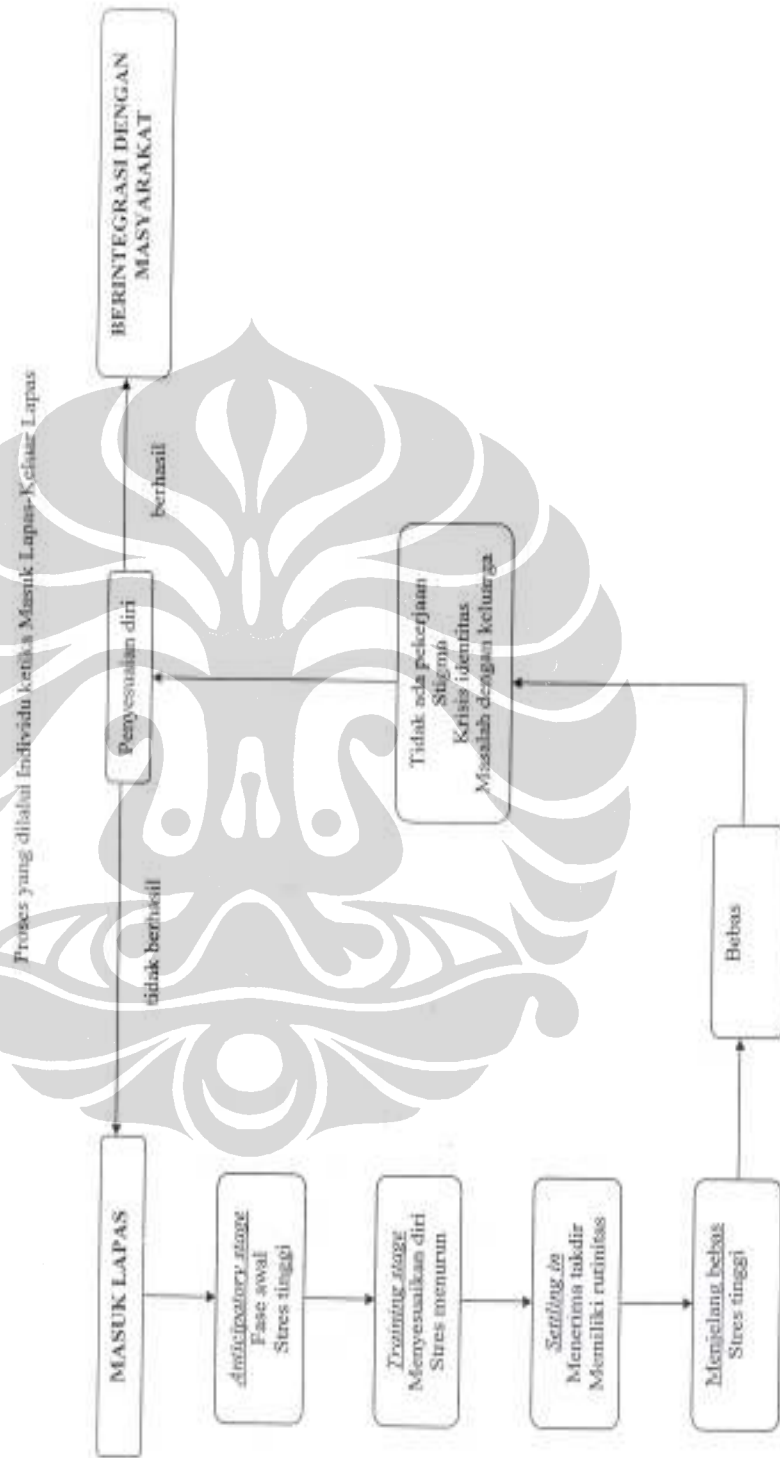 Proses yang dilalui Individu ketika Masuk Lapas-Keluar Lapas
MASUK LAPAS
Anticipatory stage
Fase awal
Stres tinggi
Training stage
Menyesuaikan diri
Stres menurun
Settling in
Menerima takdir
Memiliki rutinitas
Menjelang bebas
Stres tinggi
Bebas
Tidak ada pekerjaan
Stigma
Krisis identitas
Masalah dengan keluarga
Penyesuaian diri
tidak berhasil
berhasil
BERINTEGRASI DENGAN
MASYARAKAT